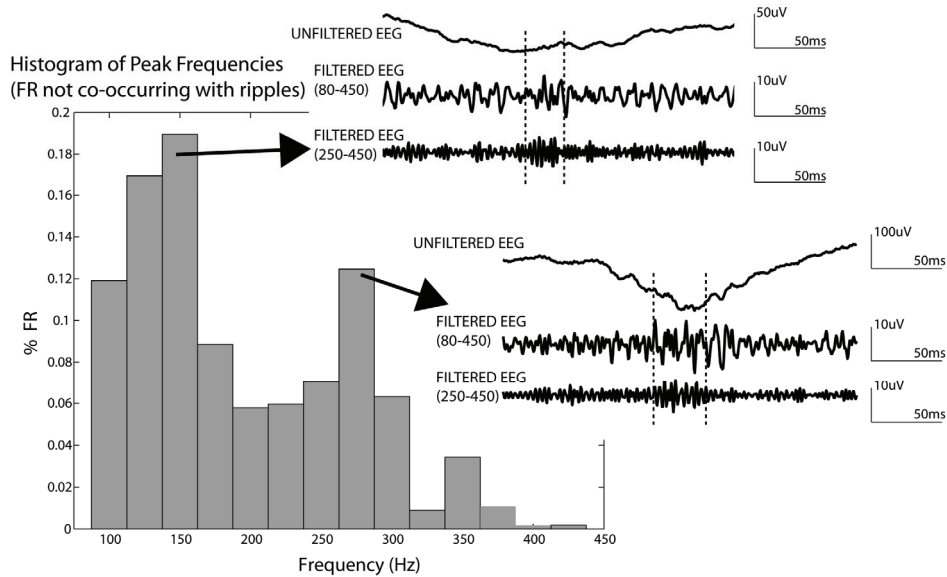 Histogram of Peak Frequencies
(FR not co-occurring with ripples)
UNFILTERED EEG
50uV
50ms
FILTERED EEG
(80-450)
10uV
50ms
FILTERED EEG
(250-450)
10uV
50ms
UNFILTERED EEG
100uV
50ms
FILTERED EEG
(80-450)
10uV
50ms
FILTERED EEG
(250-450)
10uV
50ms
% FR
0.2
0.18
0.16
0.14
0.12
0.1
0.08
0.06
0.04
0.02
0
100 150 200 250 300 350 400 450
Frequency (Hz)